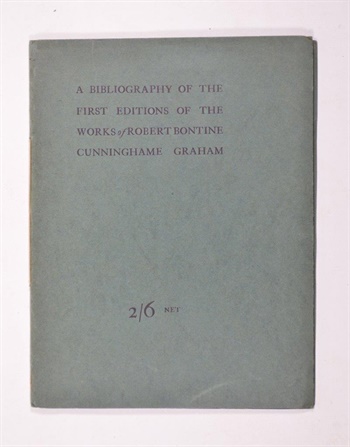 A BIBLIOGRAPHY OF THE
FIRST EDITIONS OF THE
WORKS of ROBERT BONTINE
CUNNINGHAME GRAHAM
2/6 NET